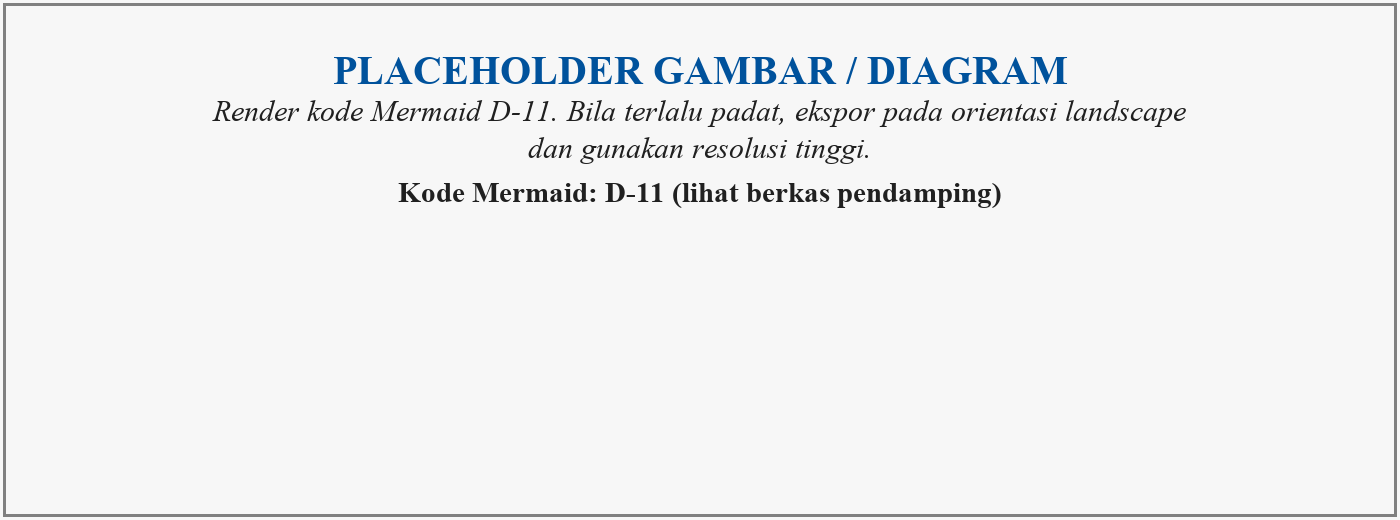 PLACEHOLDER GAMBAR / DIAGRAM
Render kode Mermaid D-11. Bila terlalu padat, ekspor pada orientasi landscape
dan gunakan resolusi tinggi.
Kode Mermaid: D-11 (lihat berkas pendamping)